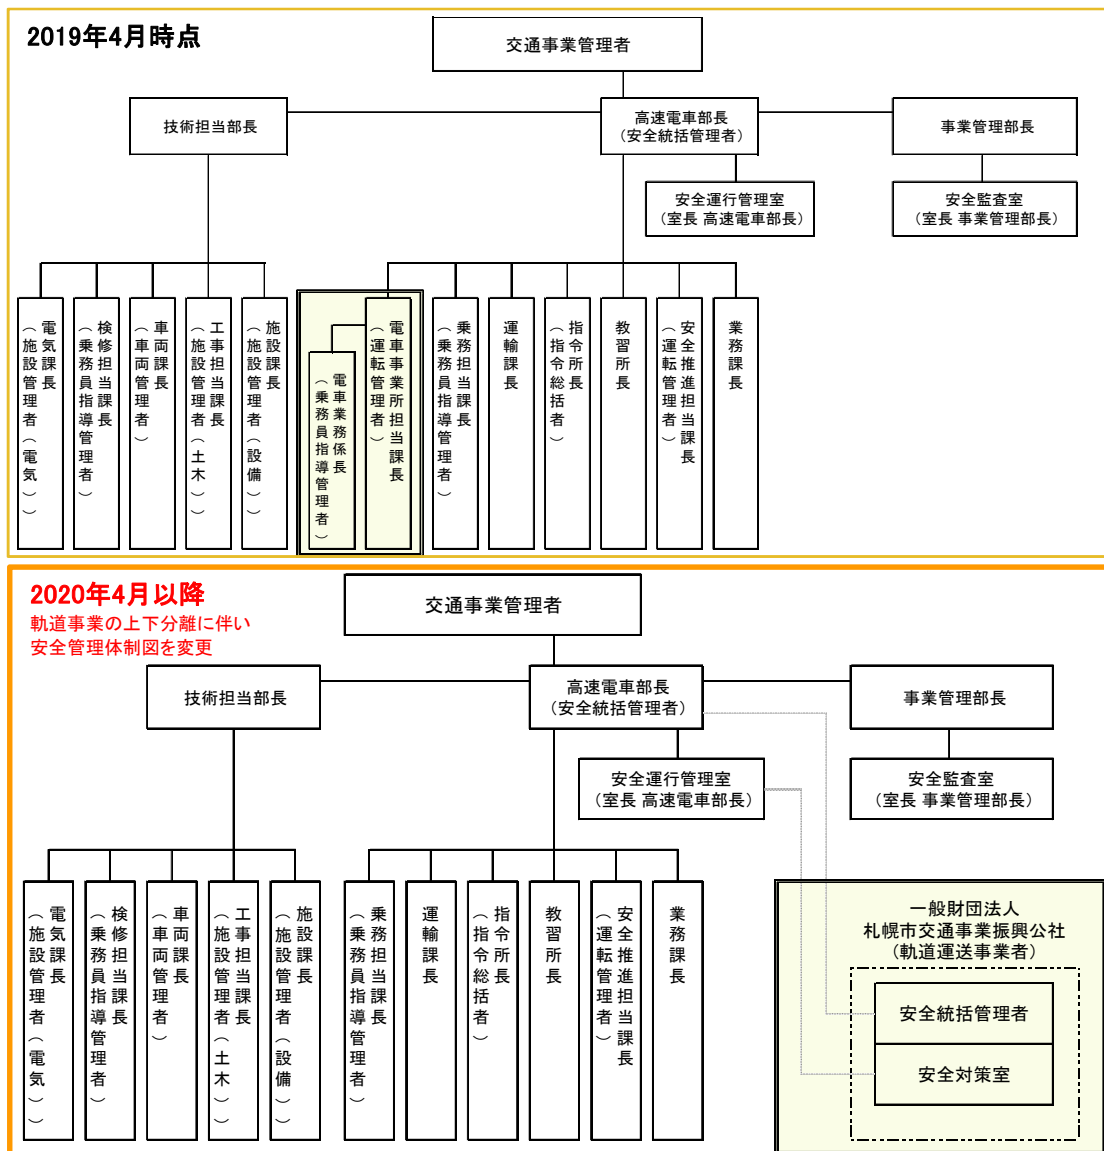 2019年4月時点
交通事業管理者
技術担当部長
高速電車部長
（安全統括管理者）
事業管理部長
安全運行管理室
（室長 高速電車部長）
安全監査室
（室長 事業管理部長）
電気課長
（施設管理者（電気））
検修担当課長
（乗務員指導管理者）
車両課長
（車両管理者）
工事担当課長
（施設管理者（土木））
施設課長
（施設管理者（設備））
電車業務係長
（乗務員指導管理者）
電車事業所担当課長
（運転管理者）
乗務担当課長
（乗務員指導管理者）
運輸課長
指令所長
（指令総括者）
教習所長
安全推進担当課長
（運転管理者）
業務課長
2020年4月以降
軌道事業の上下分離に伴い
安全管理体制図を変更
交通事業管理者
技術担当部長
高速電車部長
（安全統括管理者）
事業管理部長
安全運行管理室
（室長 高速電車部長）
安全監査室
（室長 事業管理部長）
電気課長
（施設管理者（電気））
検修担当課長
（乗務員指導管理者）
車両課長
（車両管理者）
工事担当課長
（施設管理者（土木））
施設課長
（施設管理者（設備））
乗務担当課長
（乗務員指導管理者）
運輸課長
指令所長
（指令総括者）
教習所長
安全推進担当課長
（運転管理者）
業務課長
一般財団法人
札幌市交通事業振興公社
（軌道運送事業者）
安全統括管理者
安全対策室